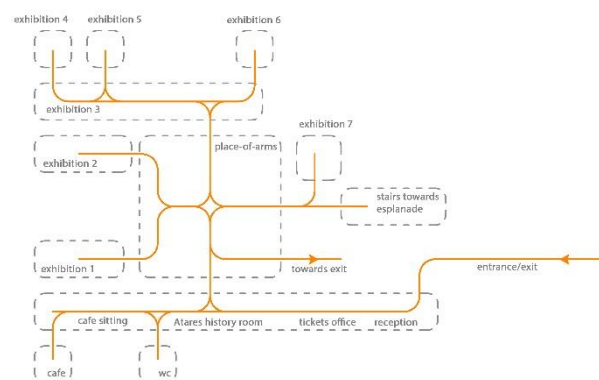 exhibition 4
exhibition 5
exhibition 6
exhibition 3
exhibition 7
place-of-arms
exhibition 2
stairs towards
esplanade
exhibition 1
towards exit
entrance/exit
cafe sitting
Atares history room
tickets office
reception
cafe
wc